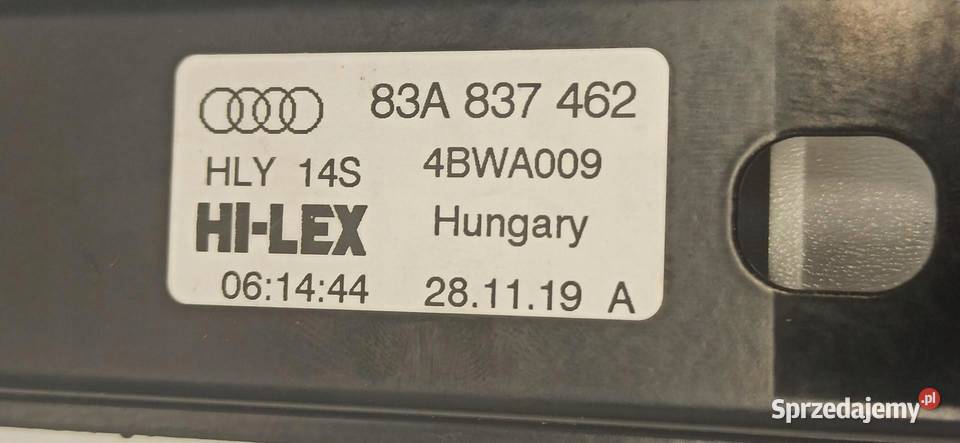 83A 837 462
HLY 14S 4BWA009
HI-LEX Hungary
06:14:44 28.11.19 A
Sprzedajemy.pl